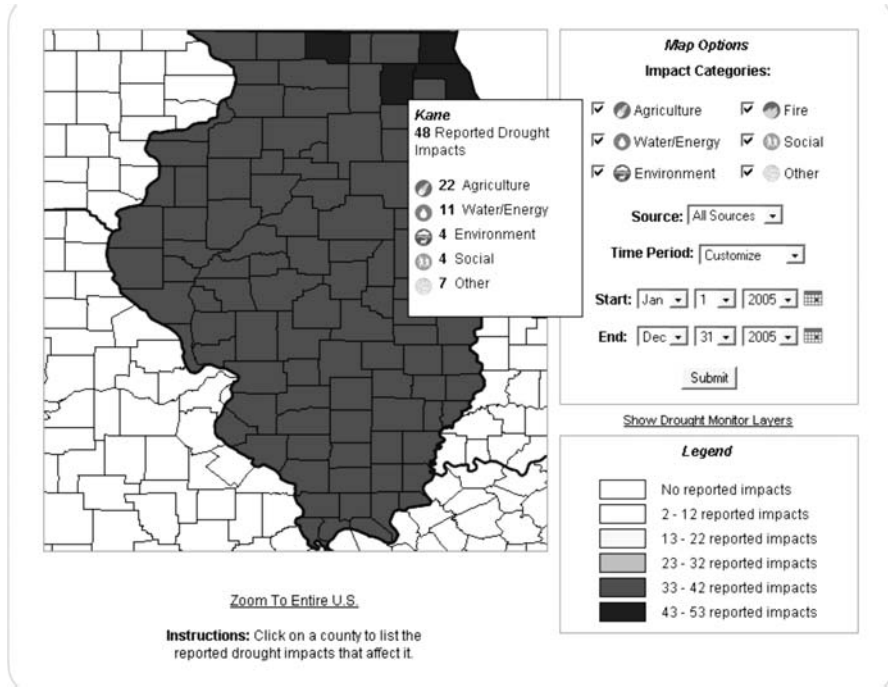 Kane
48 Reported Drought
Impacts
22 Agriculture
11 Water/Energy
4 Environment
4 Social
7 Other
Zoom To Entire U.S.
Instructions: Click on a county to list the
reported drought impacts that affect it.
Map Options
Impact Categories:
Agriculture Fire
Water/Energy Social
Environment Other
Source: All Sources
Time Period: Customize
Start: Jan 1 2005
End: Dec 31 2005
Submit
Show Drought Monitor Layers
Legend
No reported impacts
2 - 12 reported impacts
13 - 22 reported impacts
23 - 32 reported impacts
33 - 42 reported impacts
43 - 53 reported impacts